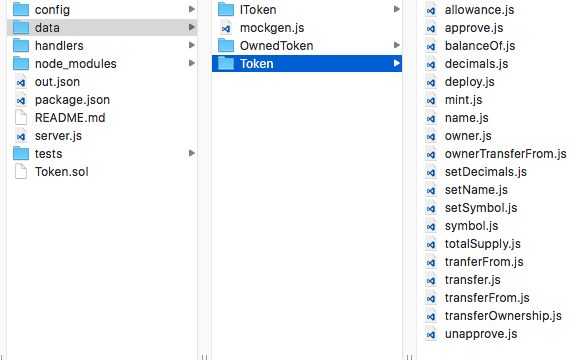 config
data
handlers
node_modules
out.json
package.json
README.md
server.js
tests
Token.sol
IToken
mockgen.js
OwnedToken
Token
allowance.js
approve.js
balanceOf.js
decimals.js
deploy.js
mint.js
name.js
owner.js
ownerTransferFrom.js
setDecimals.js
setName.js
setSymbol.js
symbol.js
totalSupply.js
tranferFrom.js
transfer.js
transferFrom.js
transferOwnership.js
unapprove.js